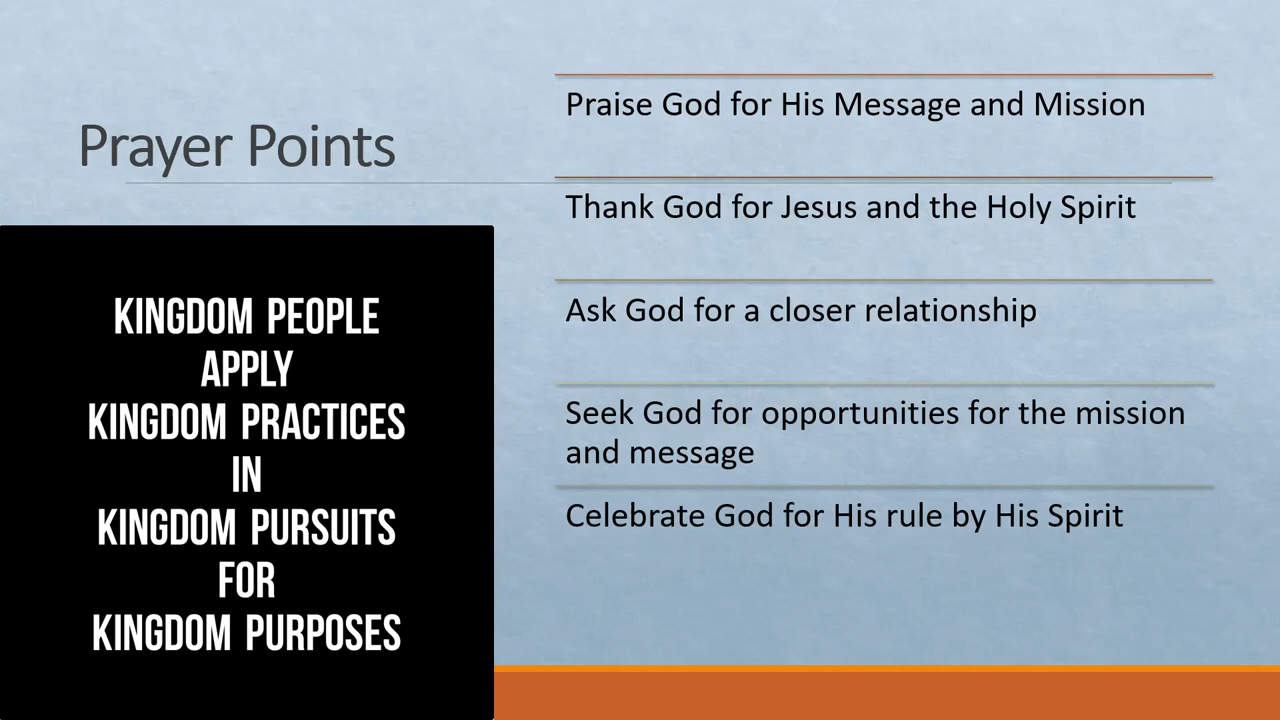 Prayer Points
KINGDOM PEOPLE
APPLY
KINGDOM PRACTICES
IN
KINGDOM PURSUITS
FOR
KINGDOM PURPOSES
Praise God for His Message and Mission
Thank God for Jesus and the Holy Spirit
Ask God for a closer relationship
Seek God for opportunities for the mission
and message
Celebrate God for His rule by His Spirit